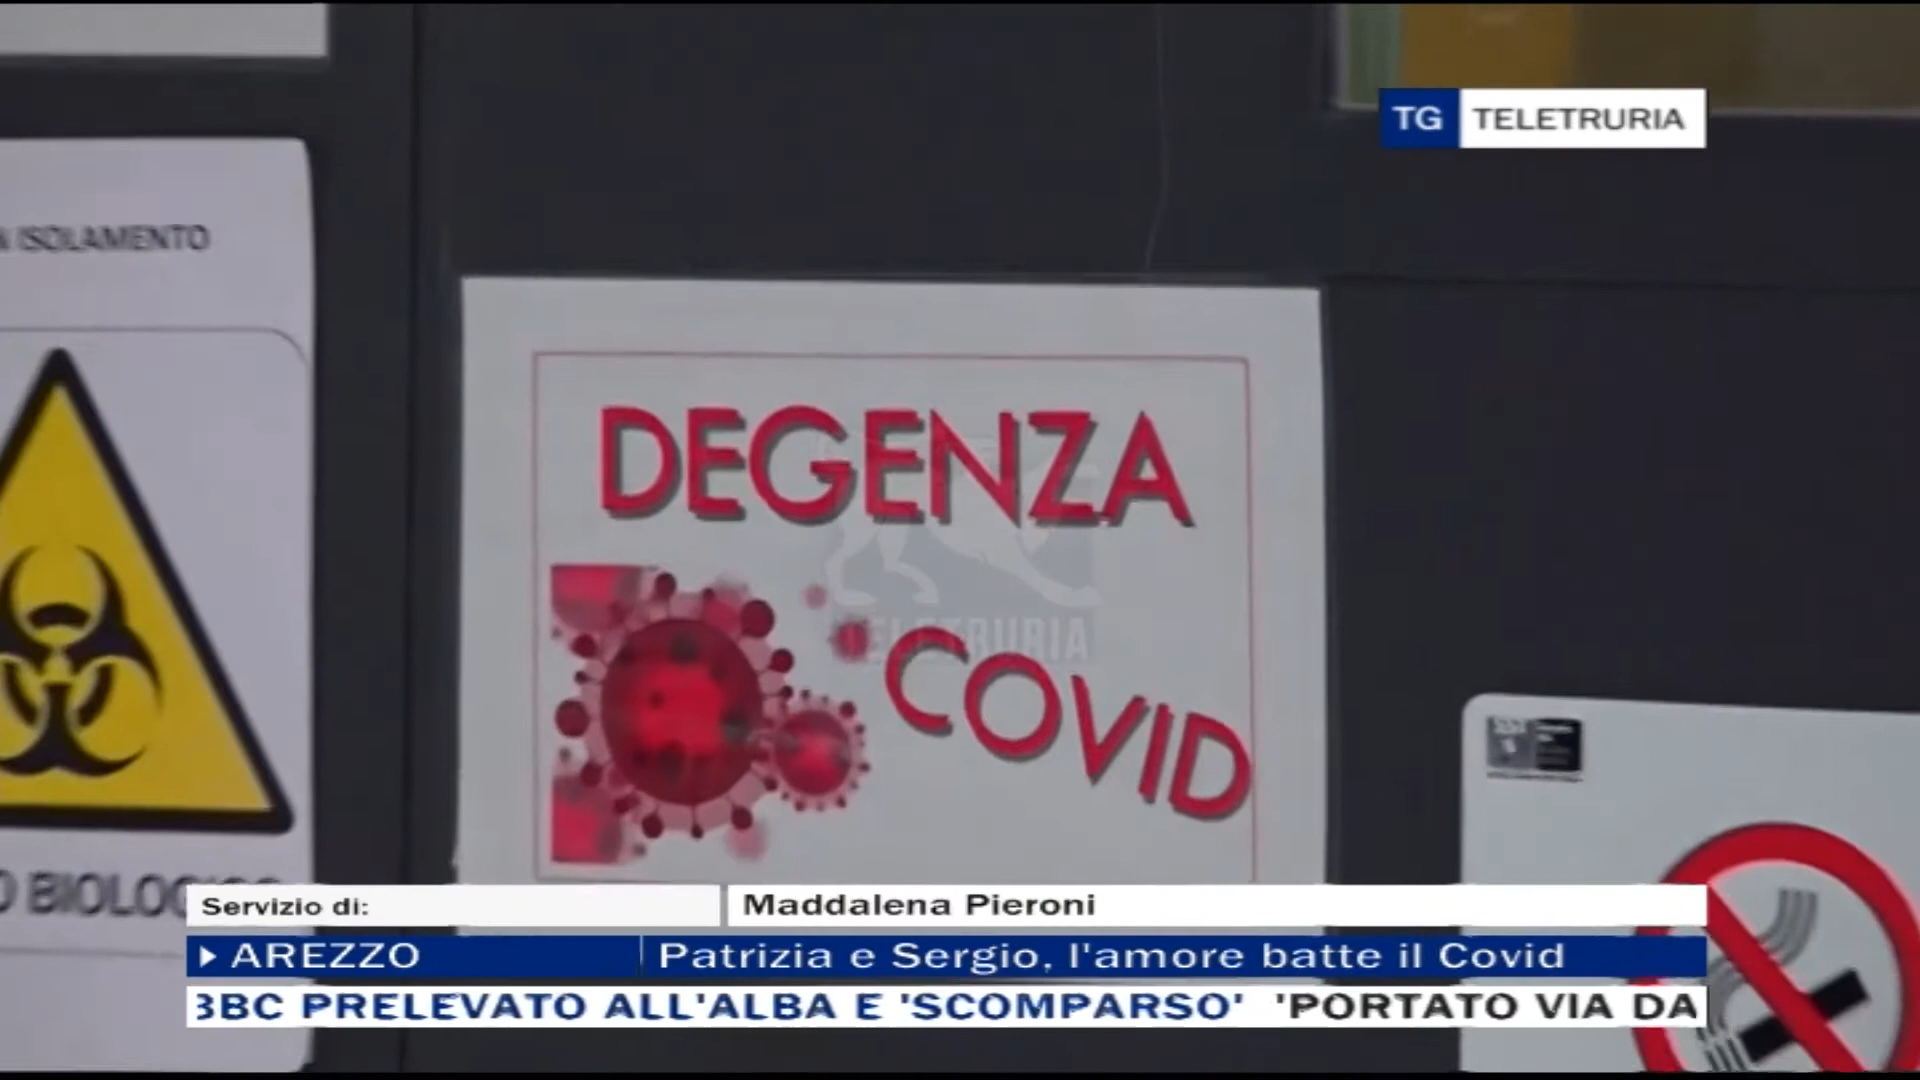 TG TELETRURIA
ISOLAMENTO
DEGENZA
TELETRURIA
COVID
Servizio di: Maddalena Pieroni
AREZZO Patrizia e Sergio, l'amore batte il Covid
BBC PRELEVATO ALL'ALBA E 'SCOMPARSO' 'PORTATO VIA DA